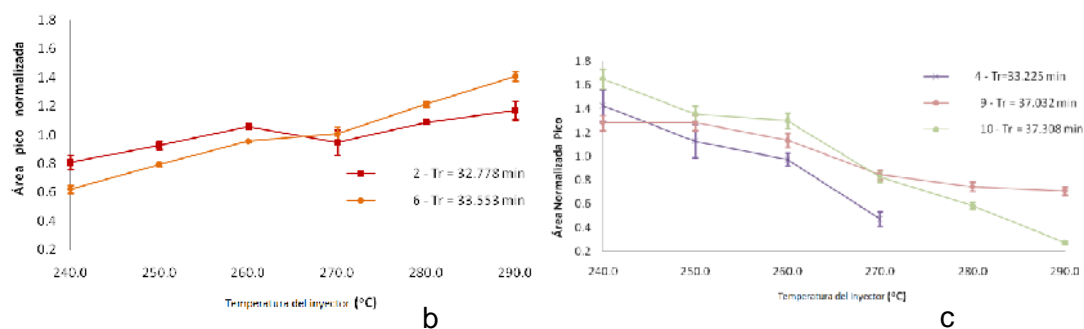 Área pico normalizada
1.8
1.6
1.4
1.2
1.0
0.8
0.6
0.4
0.2
240.0 250.0 260.0 270.0 280.0 290.0
Temperatura del inyector (°C)
2 - Tr = 32.778 min
6 - Tr = 33.553 min
b
Área Normalizada Pico
1.8
1.6
1.4
1.2
1.0
0.8
0.6
0.4
0.2
240.0 250.0 260.0 270.0 280.0 290.0
Temperatura del Inyector (°C)
4 - Tr=33.225 min
9 - Tr = 37.032 min
10 - Tr = 37.308 min
c